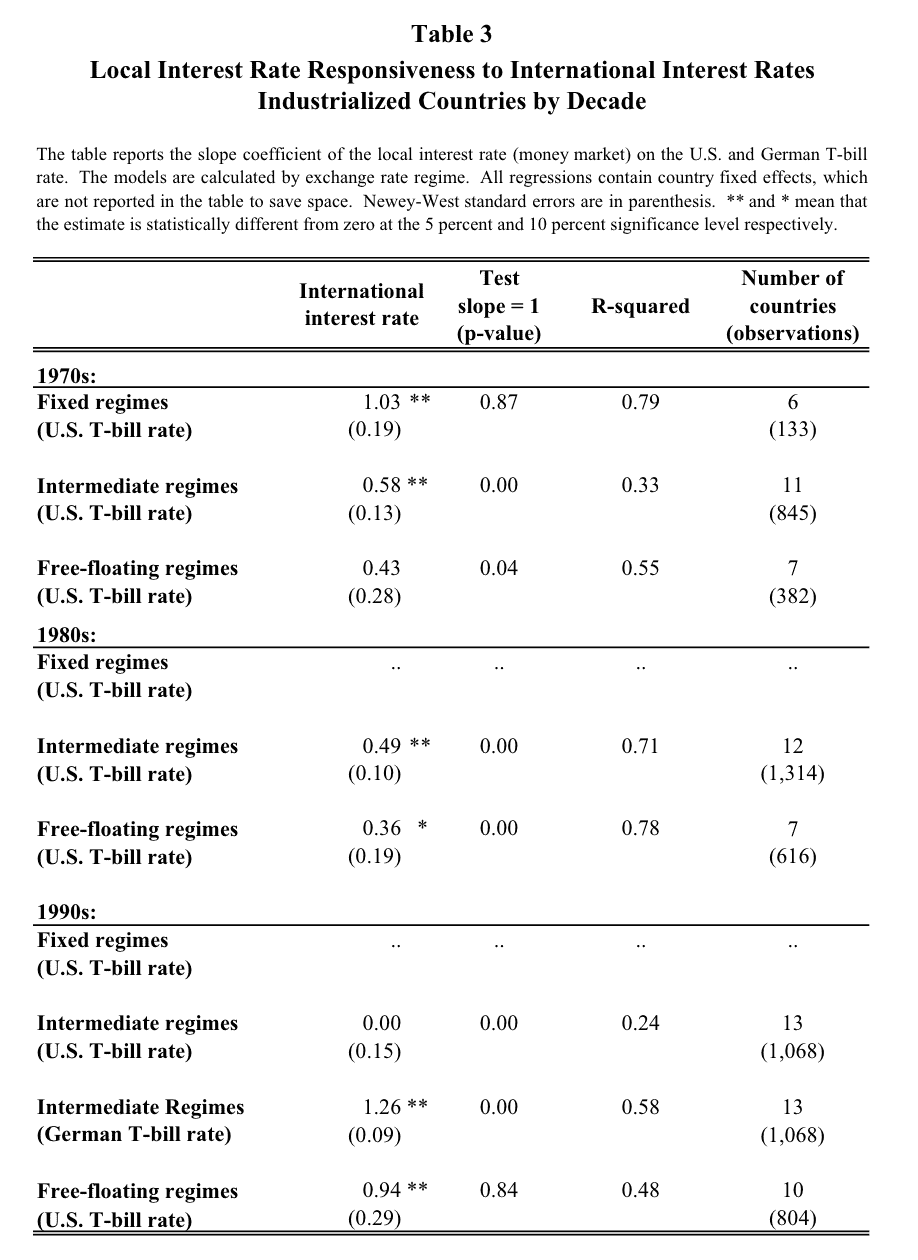 Table 3
Local Interest Rate Responsiveness to International Interest Rates
Industrialized Countries by Decade
The table reports the slope coefficient of the local interest rate (money market) on the U.S. and German T-bill
rate. The models are calculated by exchange rate regime. All regressions contain country fixed effects, which
are not reported in the table to save space. Newey-West standard errors are in parenthesis. ** and * mean that
the estimate is statistically different from zero at the 5 percent and 10 percent significance level respectively.
International interest rate Test slope = 1 (p-value) R-squared Number of countries (observations)
1970s:
Fixed regimes 1.03 ** 0.87 0.79 6
(U.S. T-bill rate) (0.19) (133)
Intermediate regimes 0.58 ** 0.00 0.33 11
(U.S. T-bill rate) (0.13) (845)
Free-floating regimes 0.43 0.04 0.55 7
(U.S. T-bill rate) (0.28) (382)
1980s:
Fixed regimes .. .. .. ..
(U.S. T-bill rate)
Intermediate regimes 0.49 ** 0.00 0.71 12
(U.S. T-bill rate) (0.10) (1,314)
Free-floating regimes 0.36 * 0.00 0.78 7
(U.S. T-bill rate) (0.19) (616)
1990s:
Fixed regimes .. .. .. ..
(U.S. T-bill rate)
Intermediate regimes 0.00 0.00 0.24 13
(U.S. T-bill rate) (0.15) (1,068)
Intermediate Regimes 1.26 ** 0.00 0.58 13
(German T-bill rate) (0.09) (1,068)
Free-floating regimes 0.94 ** 0.84 0.48 10
(U.S. T-bill rate) (0.29) (804)